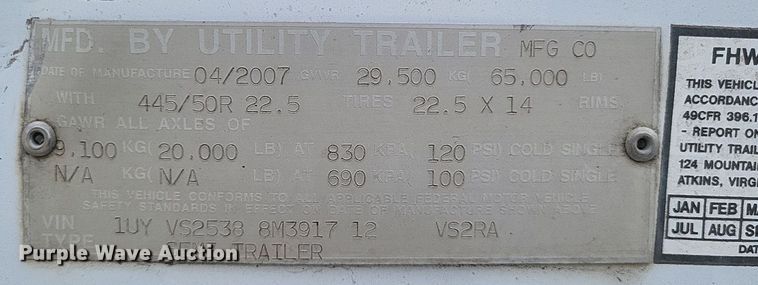 MFD. BY UTILITY TRAILER MFG CO
DATE OF MANUFACTURE 04/2007 GVWR 29,500 KG( 65,000 LB)
WITH 445/50R 22.5 TIRES 22.5 X 14 RIMS
GAWR ALL AXLES OF
9,100 KG( 20,000 LB) AT 830 KPA( 120 PSI) COLD SINGLE
N/A KG( N/A LB) AT 690 KPA( 100 PSI) COLD SINGLE
THIS VEHICLE CONFORMS TO ALL APPLICABLE FEDERAL MOTOR VEHICLE
SAFETY STANDARDS IN EFFECT ON DATE OF MANUFACTURE SHOWN ABOVE
VIN 1UY VS2538 8M3917 12 VS2RA
TYPE SEMI TRAILER
FHW
THIS VEHICL
ACCORDANC
49CFR 396.1
- REPORT ON
UTILITY TRAIL
124 MOUNTAI
ATKINS, VIRG
JAN FEB MA
JUL AUG SE
DAT
Purple Wave Auction